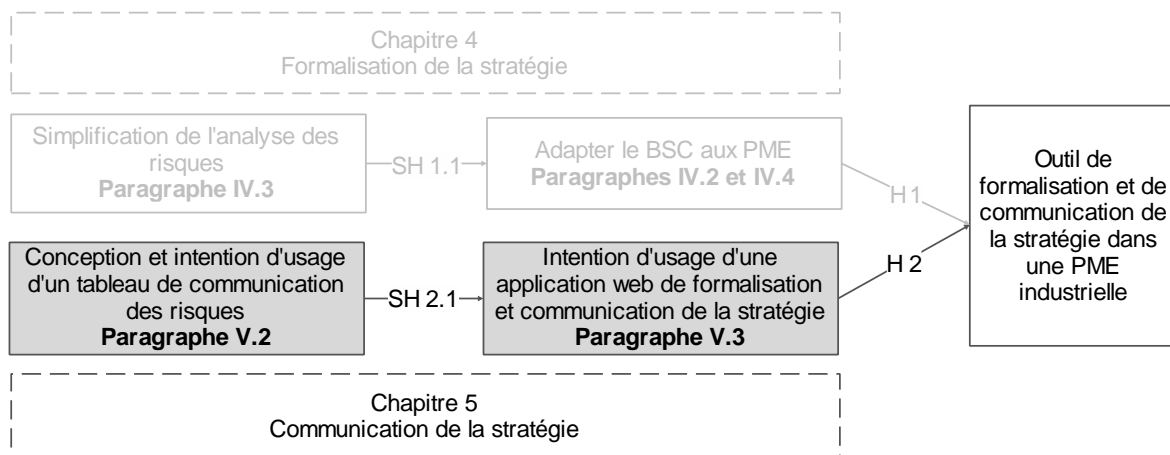 Chapitre 4
Formalisation de la stratégie
Simplification de l'analyse des
risques
Paragraphe IV.3
SH 1.1
Adapter le BSC aux PME
Paragraphes IV.2 et IV.4
H 1
Outil de
formalisation et de
communication de
la stratégie dans
une PME
industrielle
Conception et intention d'usage
d'un tableau de communication
des risques
Paragraphe V.2
SH 2.1
Intention d'usage d'une
application web de formalisation
et communication de la stratégie
Paragraphe V.3
H 2
Chapitre 5
Communication de la stratégie